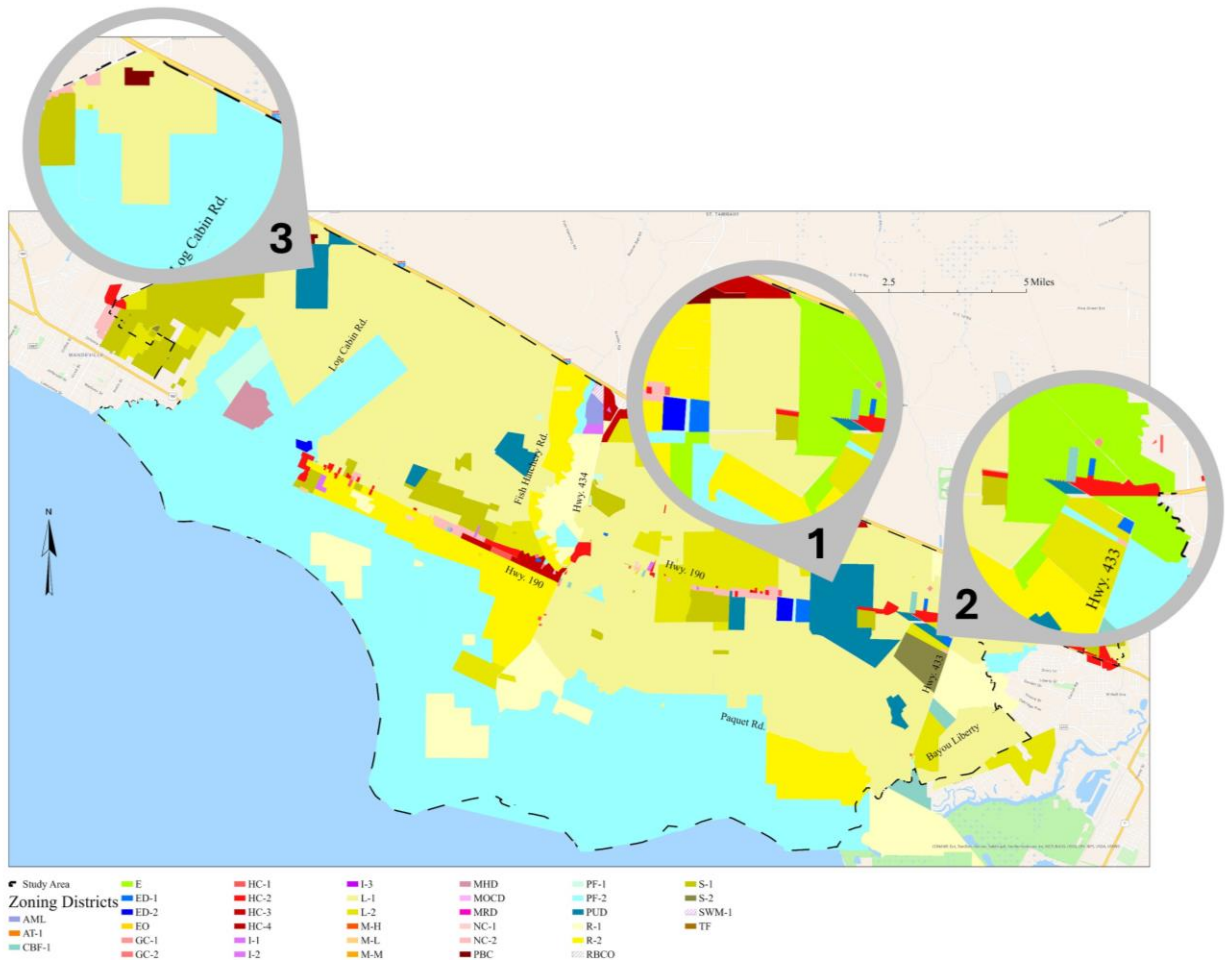 3
Log Cabin Rd.
ST. TAMMANY
2.5
5 Miles
Log Cabin Rd.
MANDEVILLE
Fish Hatchery Rd.
Hwy. 434
1
Hwy. 433
2
N
Hwy. 190
Hwy. 190
Hwy. 433
Paquet Rd.
Bayou Liberty
Study Area
Zoning Districts
AML
AT-1
CBF-1
E
ED-1
ED-2
EO
GC-1
GC-2
HC-1
HC-2
HC-3
HC-4
I-1
I-2
I-3
L-1
L-2
M-H
M-L
M-M
MHD
MOCD
MRD
NC-1
NC-2
PBC
PF-1
PF-2
PUD
R-1
R-2
RBCO
S-1
S-2
SWM-1
TF